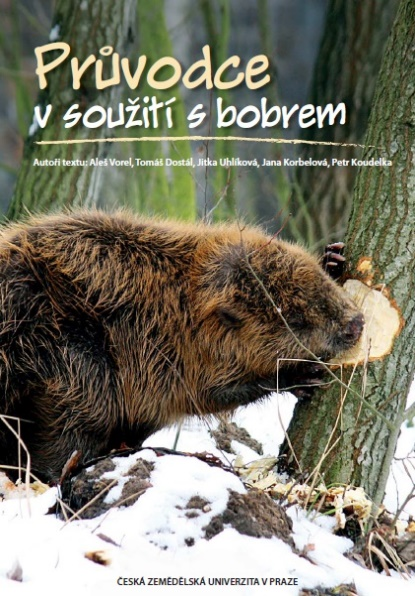 Průvodce
v soužití s bobrem
Autoři textu: Aleš Vorel, Tomáš Dostál, Jitka Uhlíková, Jana Korbelová, Petr Koudelka
ČESKÁ ZEMĚDĚLSKÁ UNIVERZITA V PRAZE